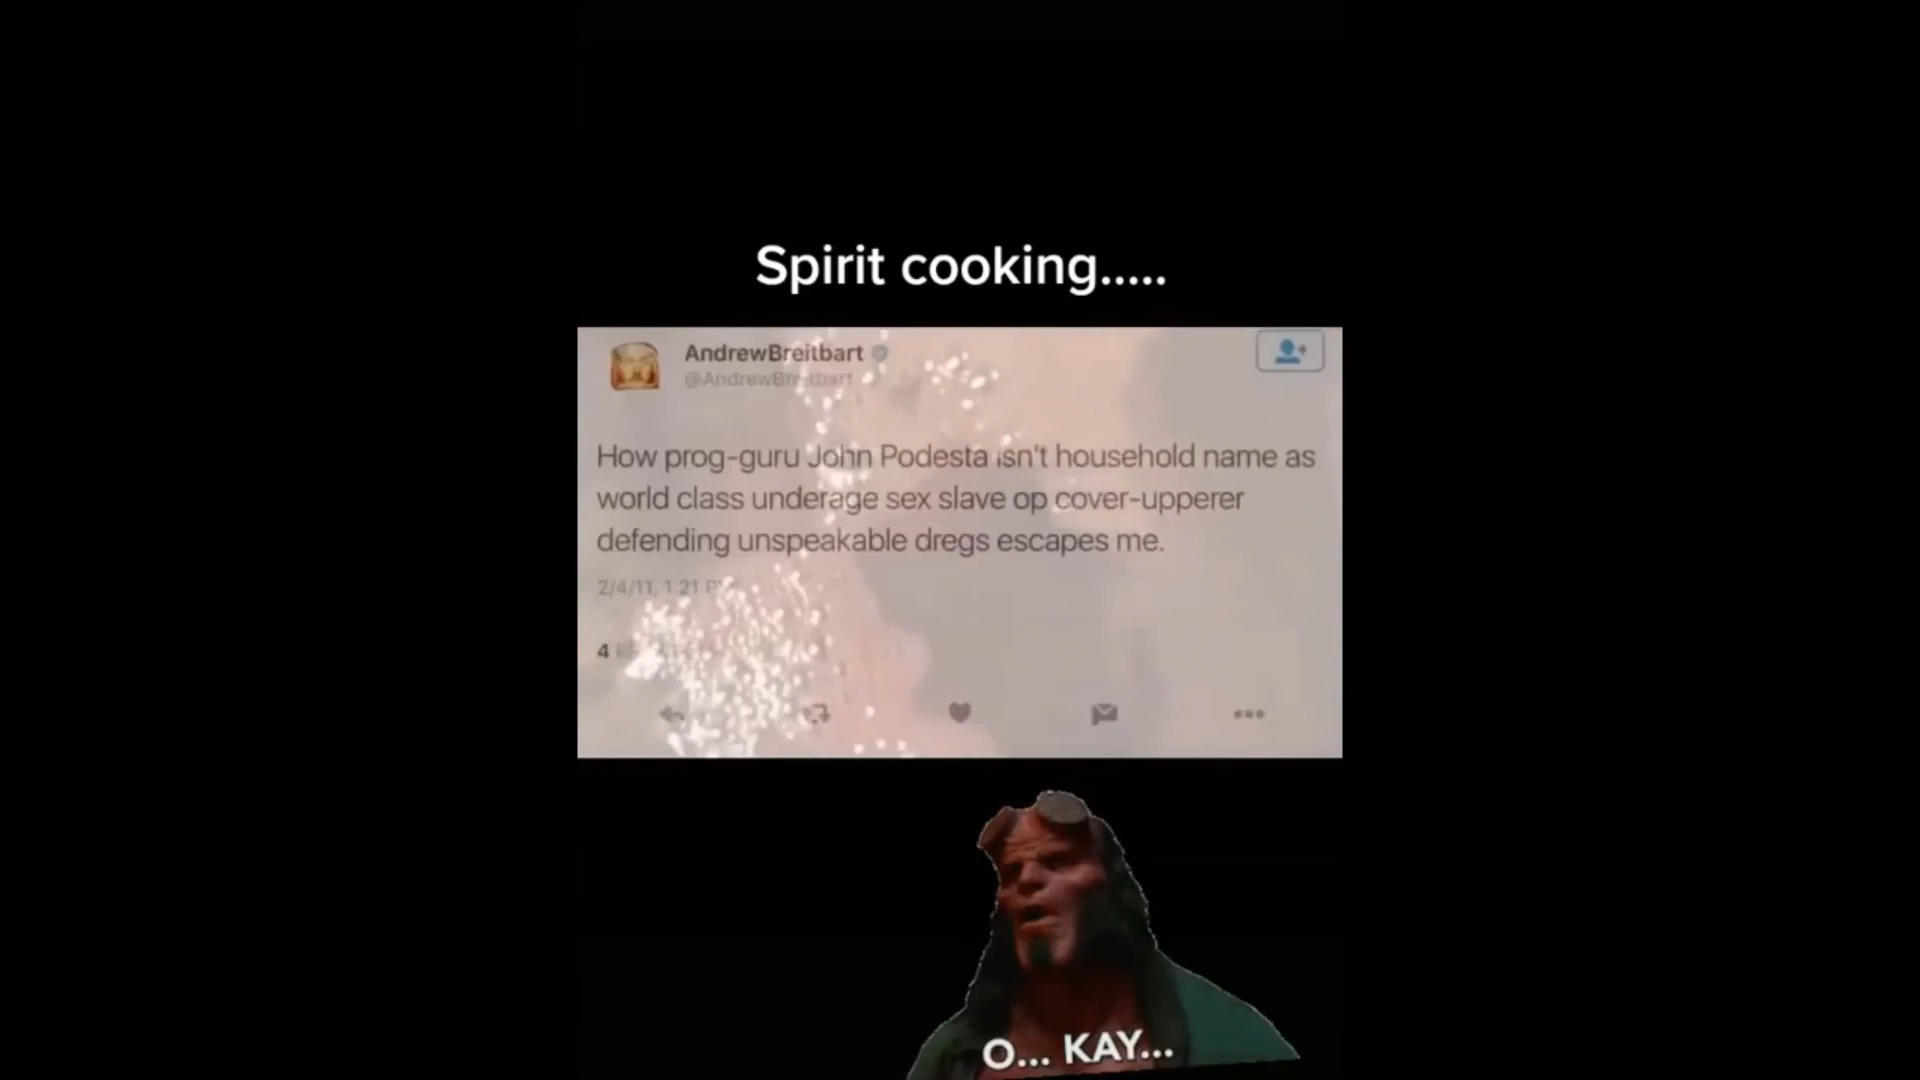 Spirit cooking.....
AndrewBreitbart
@AndrewBreitbart
How prog-guru John Podesta isn't household name as
world class underage sex slave op cover-upperer
defending unspeakable dregs escapes me.
2/4/11, 1:21
4
O... KAY...